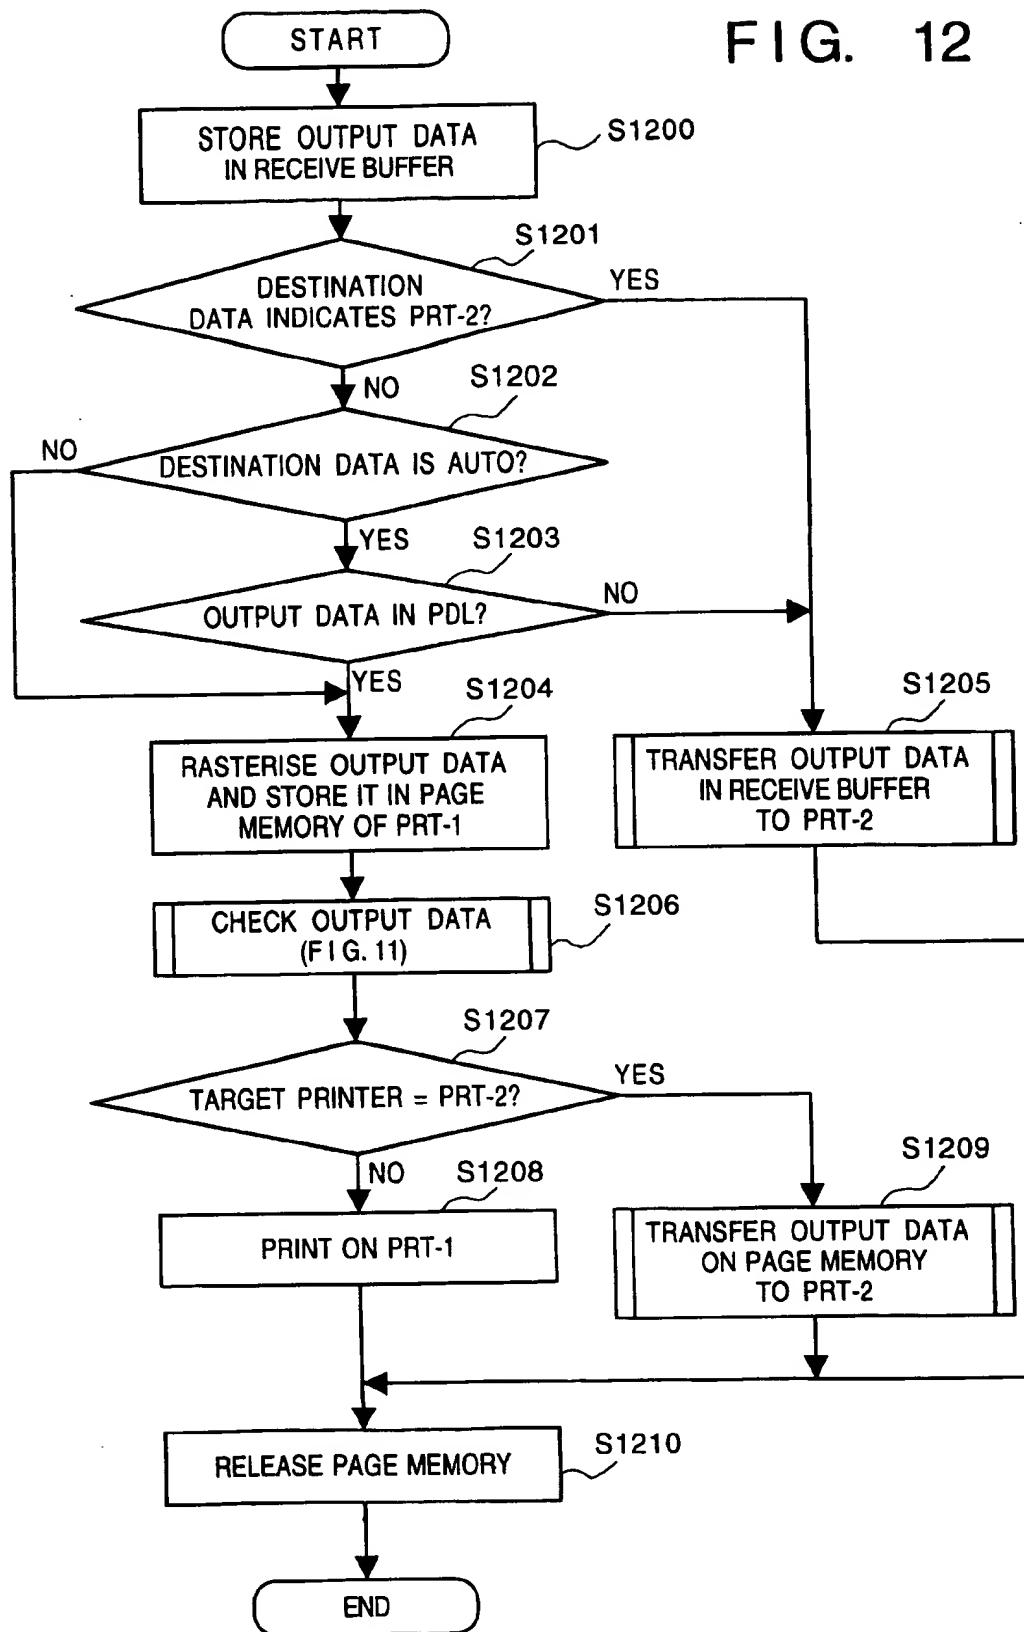 FIG. 12
START
STORE OUTPUT DATA
IN RECEIVE BUFFER
S1200
S1201
DESTINATION
DATA INDICATES PRT-2?
YES
NO
S1202
NO
DESTINATION DATA IS AUTO?
YES
S1203
OUTPUT DATA IN PDL?
NO
YES
S1204
S1205
RASTERISE OUTPUT DATA
AND STORE IT IN PAGE
MEMORY OF PRT-1
TRANSFER OUTPUT DATA
IN RECEIVE BUFFER
TO PRT-2
CHECK OUTPUT DATA
(FIG. 11)
S1206
S1207
TARGET PRINTER = PRT-2?
YES
NO
S1208
S1209
PRINT ON PRT-1
TRANSFER OUTPUT DATA
ON PAGE MEMORY
TO PRT-2
RELEASE PAGE MEMORY
S1210
END